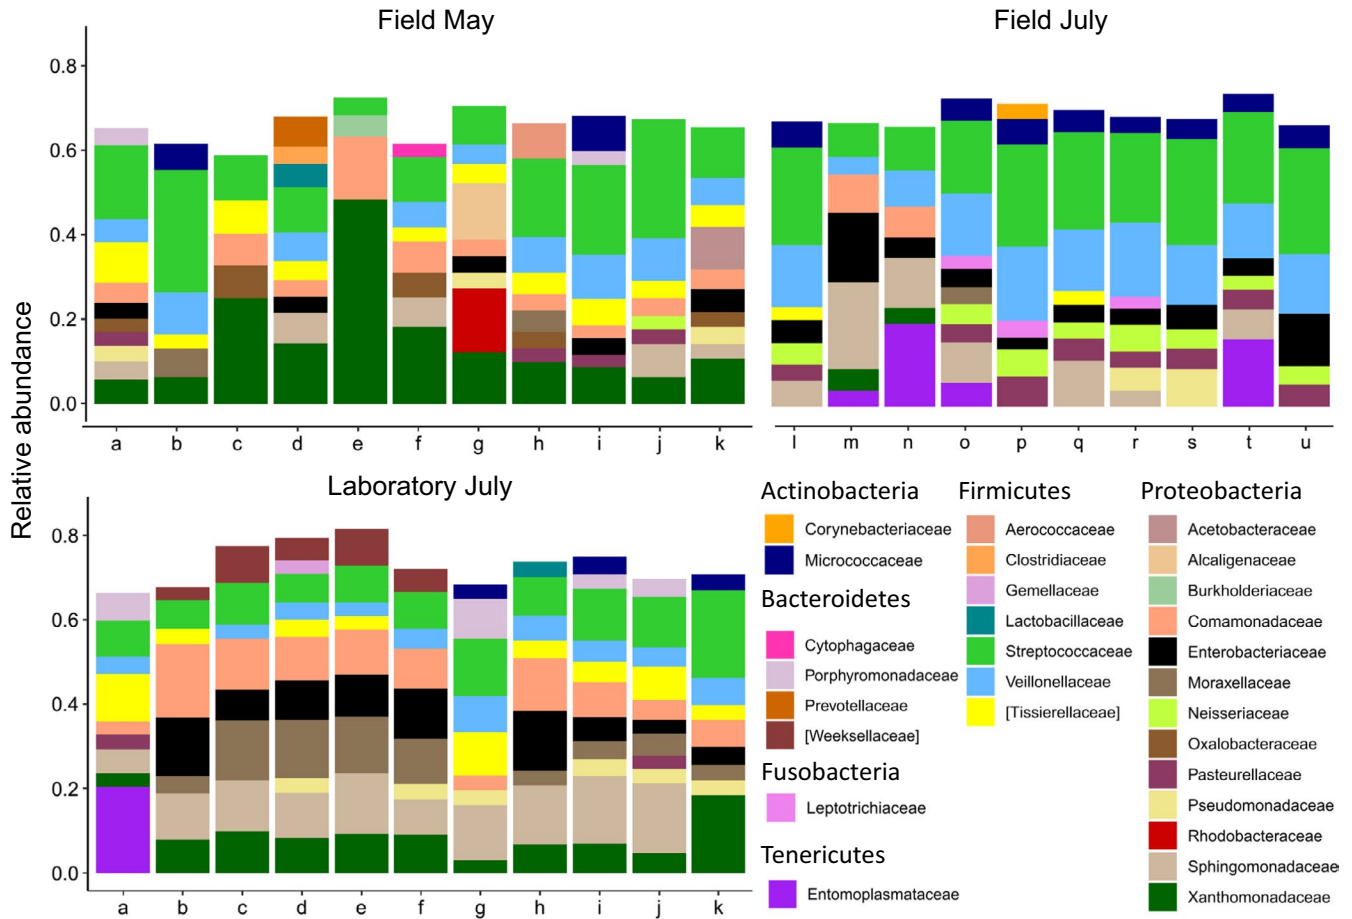 Field May
Field July
Relative abundance
0.8
0.6
0.4
0.2
0.0
a b c d e f g h i j k
l m n o p q r s t u
Laboratory July
0.8
0.6
0.4
0.2
0.0
a b c d e f g h i j k
Actinobacteria
Corynebacteriaceae
Micrococcaceae
Bacteroidetes
Cytophagaceae
Porphyromonadaceae
Prevotellaceae
[Weeksellaceae]
Fusobacteria
Leptotrichiaceae
Tenericutes
Entomoplasmataceae
Firmicutes
Aerococcaceae
Clostridiaceae
Gemellaceae
Lactobacillaceae
Streptococcaceae
Veillonellaceae
[Tissierellaceae]
Proteobacteria
Acetobacteraceae
Alcaligenaceae
Burkholderiaceae
Comamonadaceae
Enterobacteriaceae
Moraxellaceae
Neisseriaceae
Oxalobacteraceae
Pasteurellaceae
Pseudomonadaceae
Rhodobacteraceae
Sphingomonadaceae
Xanthomonadaceae